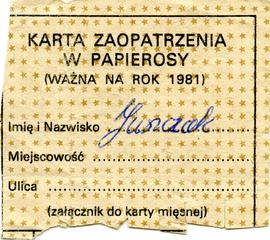 KARTA ZAOPATRZENIA
W PAPIEROSY
(WAŻNA NA ROK 1981)
Imię i Nazwisko
Miejscowość
Ulica
(załącznik do karty mięsnej)